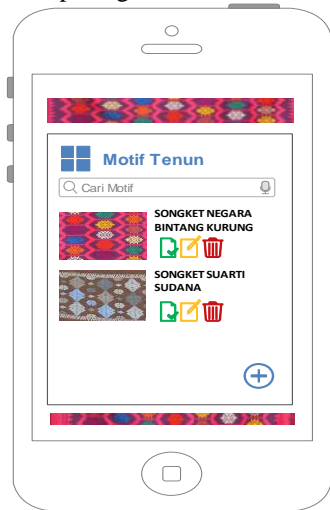 Motif Tenun
Cari Motif
SONGKET NEGARA
BINTANG KURUNG
SONGKET SUARTI
SUDANA